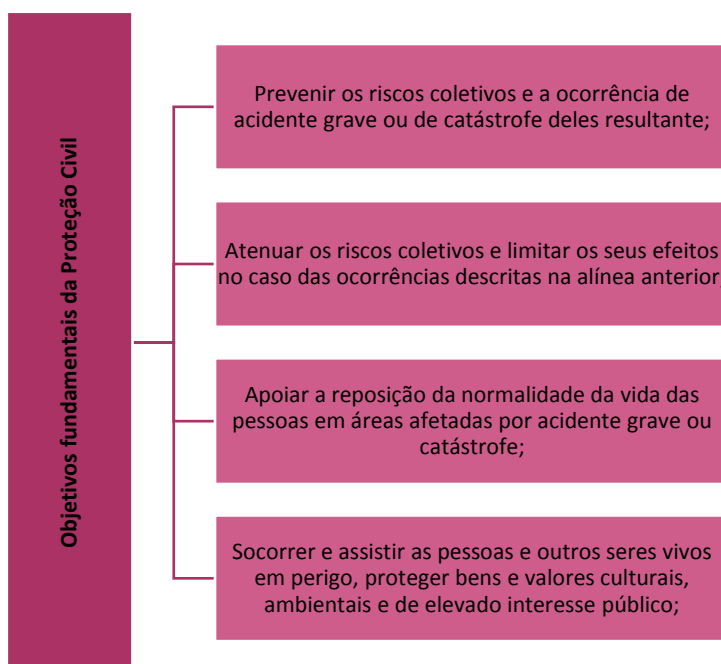 Objetivos fundamentais da Proteção Civil
Prevenir os riscos coletivos e a ocorrência de
acidente grave ou de catástrofe deles resultante;
Atenuar os riscos coletivos e limitar os seus efeitos
no caso das ocorrências descritas na alínea anterior;
Apoiar a reposição da normalidade da vida das
pessoas em áreas afetadas por acidente grave ou
catástrofe;
Socorrer e assistir as pessoas e outros seres vivos
em perigo, proteger bens e valores culturais,
ambientais e de elevado interesse público;